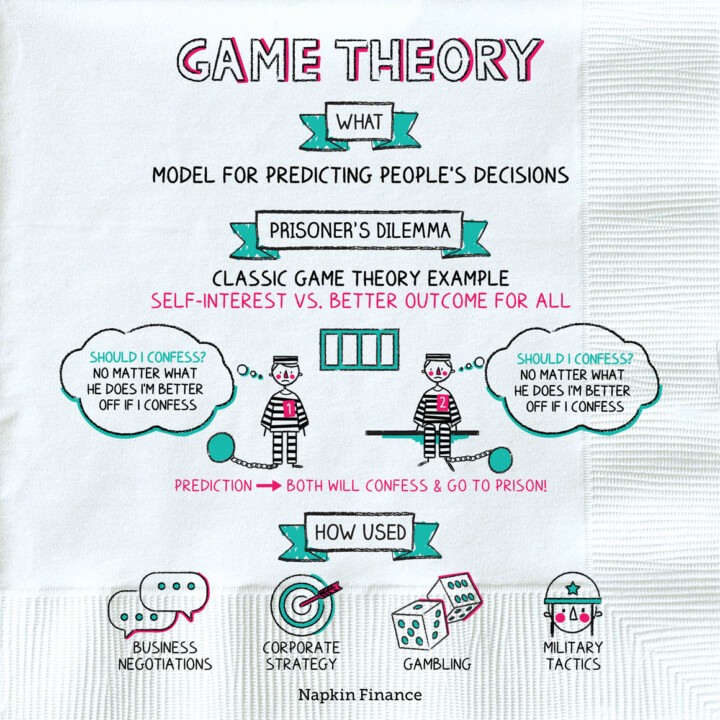 GAME THEORY
WHAT
MODEL FOR PREDICTING PEOPLE'S DECISIONS
PRISONER'S DILEMMA
CLASSIC GAME THEORY EXAMPLE
SELF-INTEREST VS. BETTER OUTCOME FOR ALL
SHOULD I CONFESS?
NO MATTER WHAT
HE DOES I'M BETTER
OFF IF I CONFESS
1
2
SHOULD I CONFESS?
NO MATTER WHAT
HE DOES I'M BETTER
OFF IF I CONFESS
PREDICTION → BOTH WILL CONFESS & GO TO PRISON!
HOW USED
BUSINESS
NEGOTIATIONS
CORPORATE
STRATEGY
GAMBLING
MILITARY
TACTICS
Napkin Finance